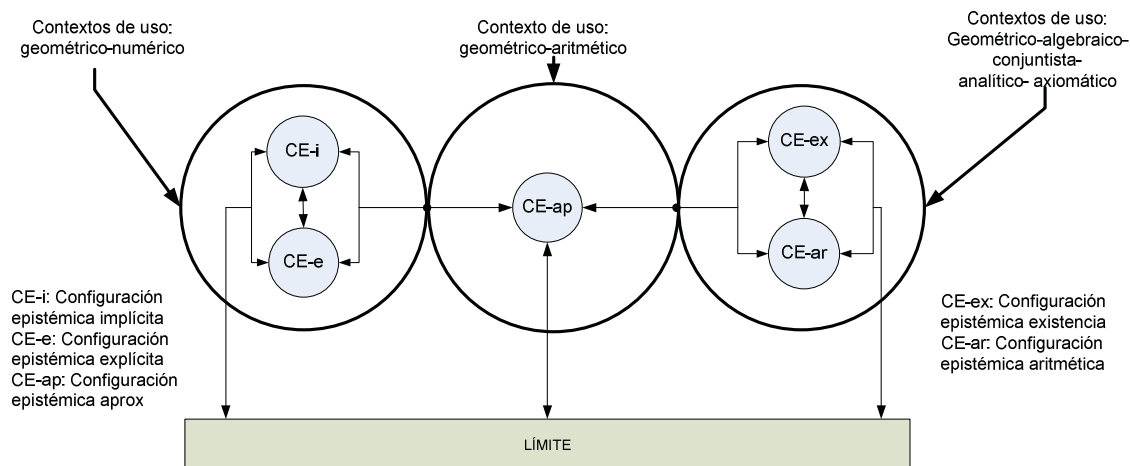 Contextos de uso:
geométrico-numérico
Contexto de uso:
geométrico-aritmético
Contextos de uso:
Geométrico-algebraico-
conjuntista-
analítico- axiomático
CE-i
CE-e
CE-ap
CE-ex
CE-ar
CE-i: Configuración
epistémica implícita
CE-e: Configuración
epistémica explícita
CE-ap: Configuración
epistémica aprox
CE-ex: Configuración
epistémica existencia
CE-ar: Configuración
epistémica aritmética
LÍMITE